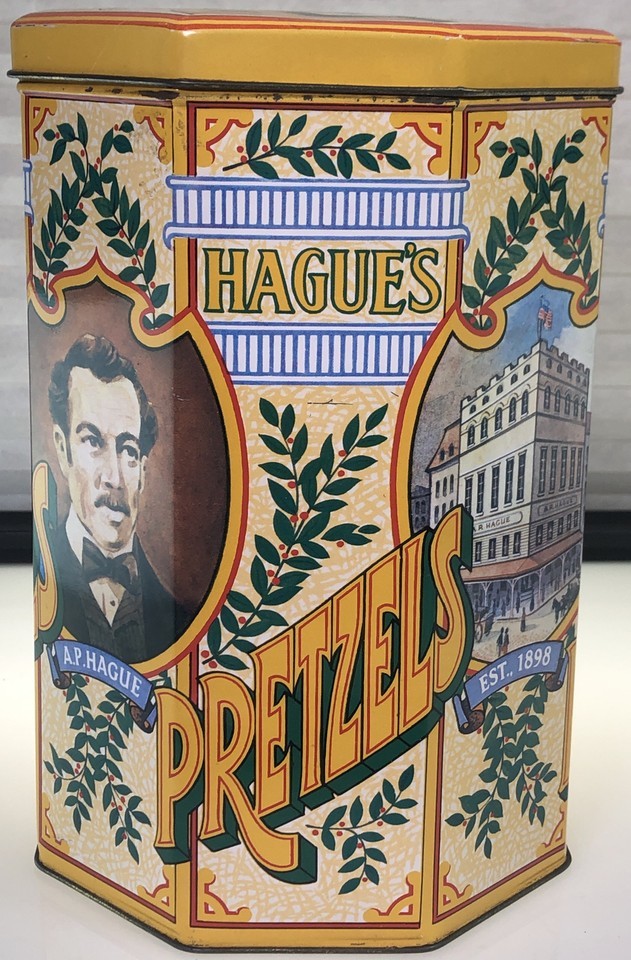 HAGUE'S
PRETZELS
A.P. HAGUE
EST., 1898
HAGUE